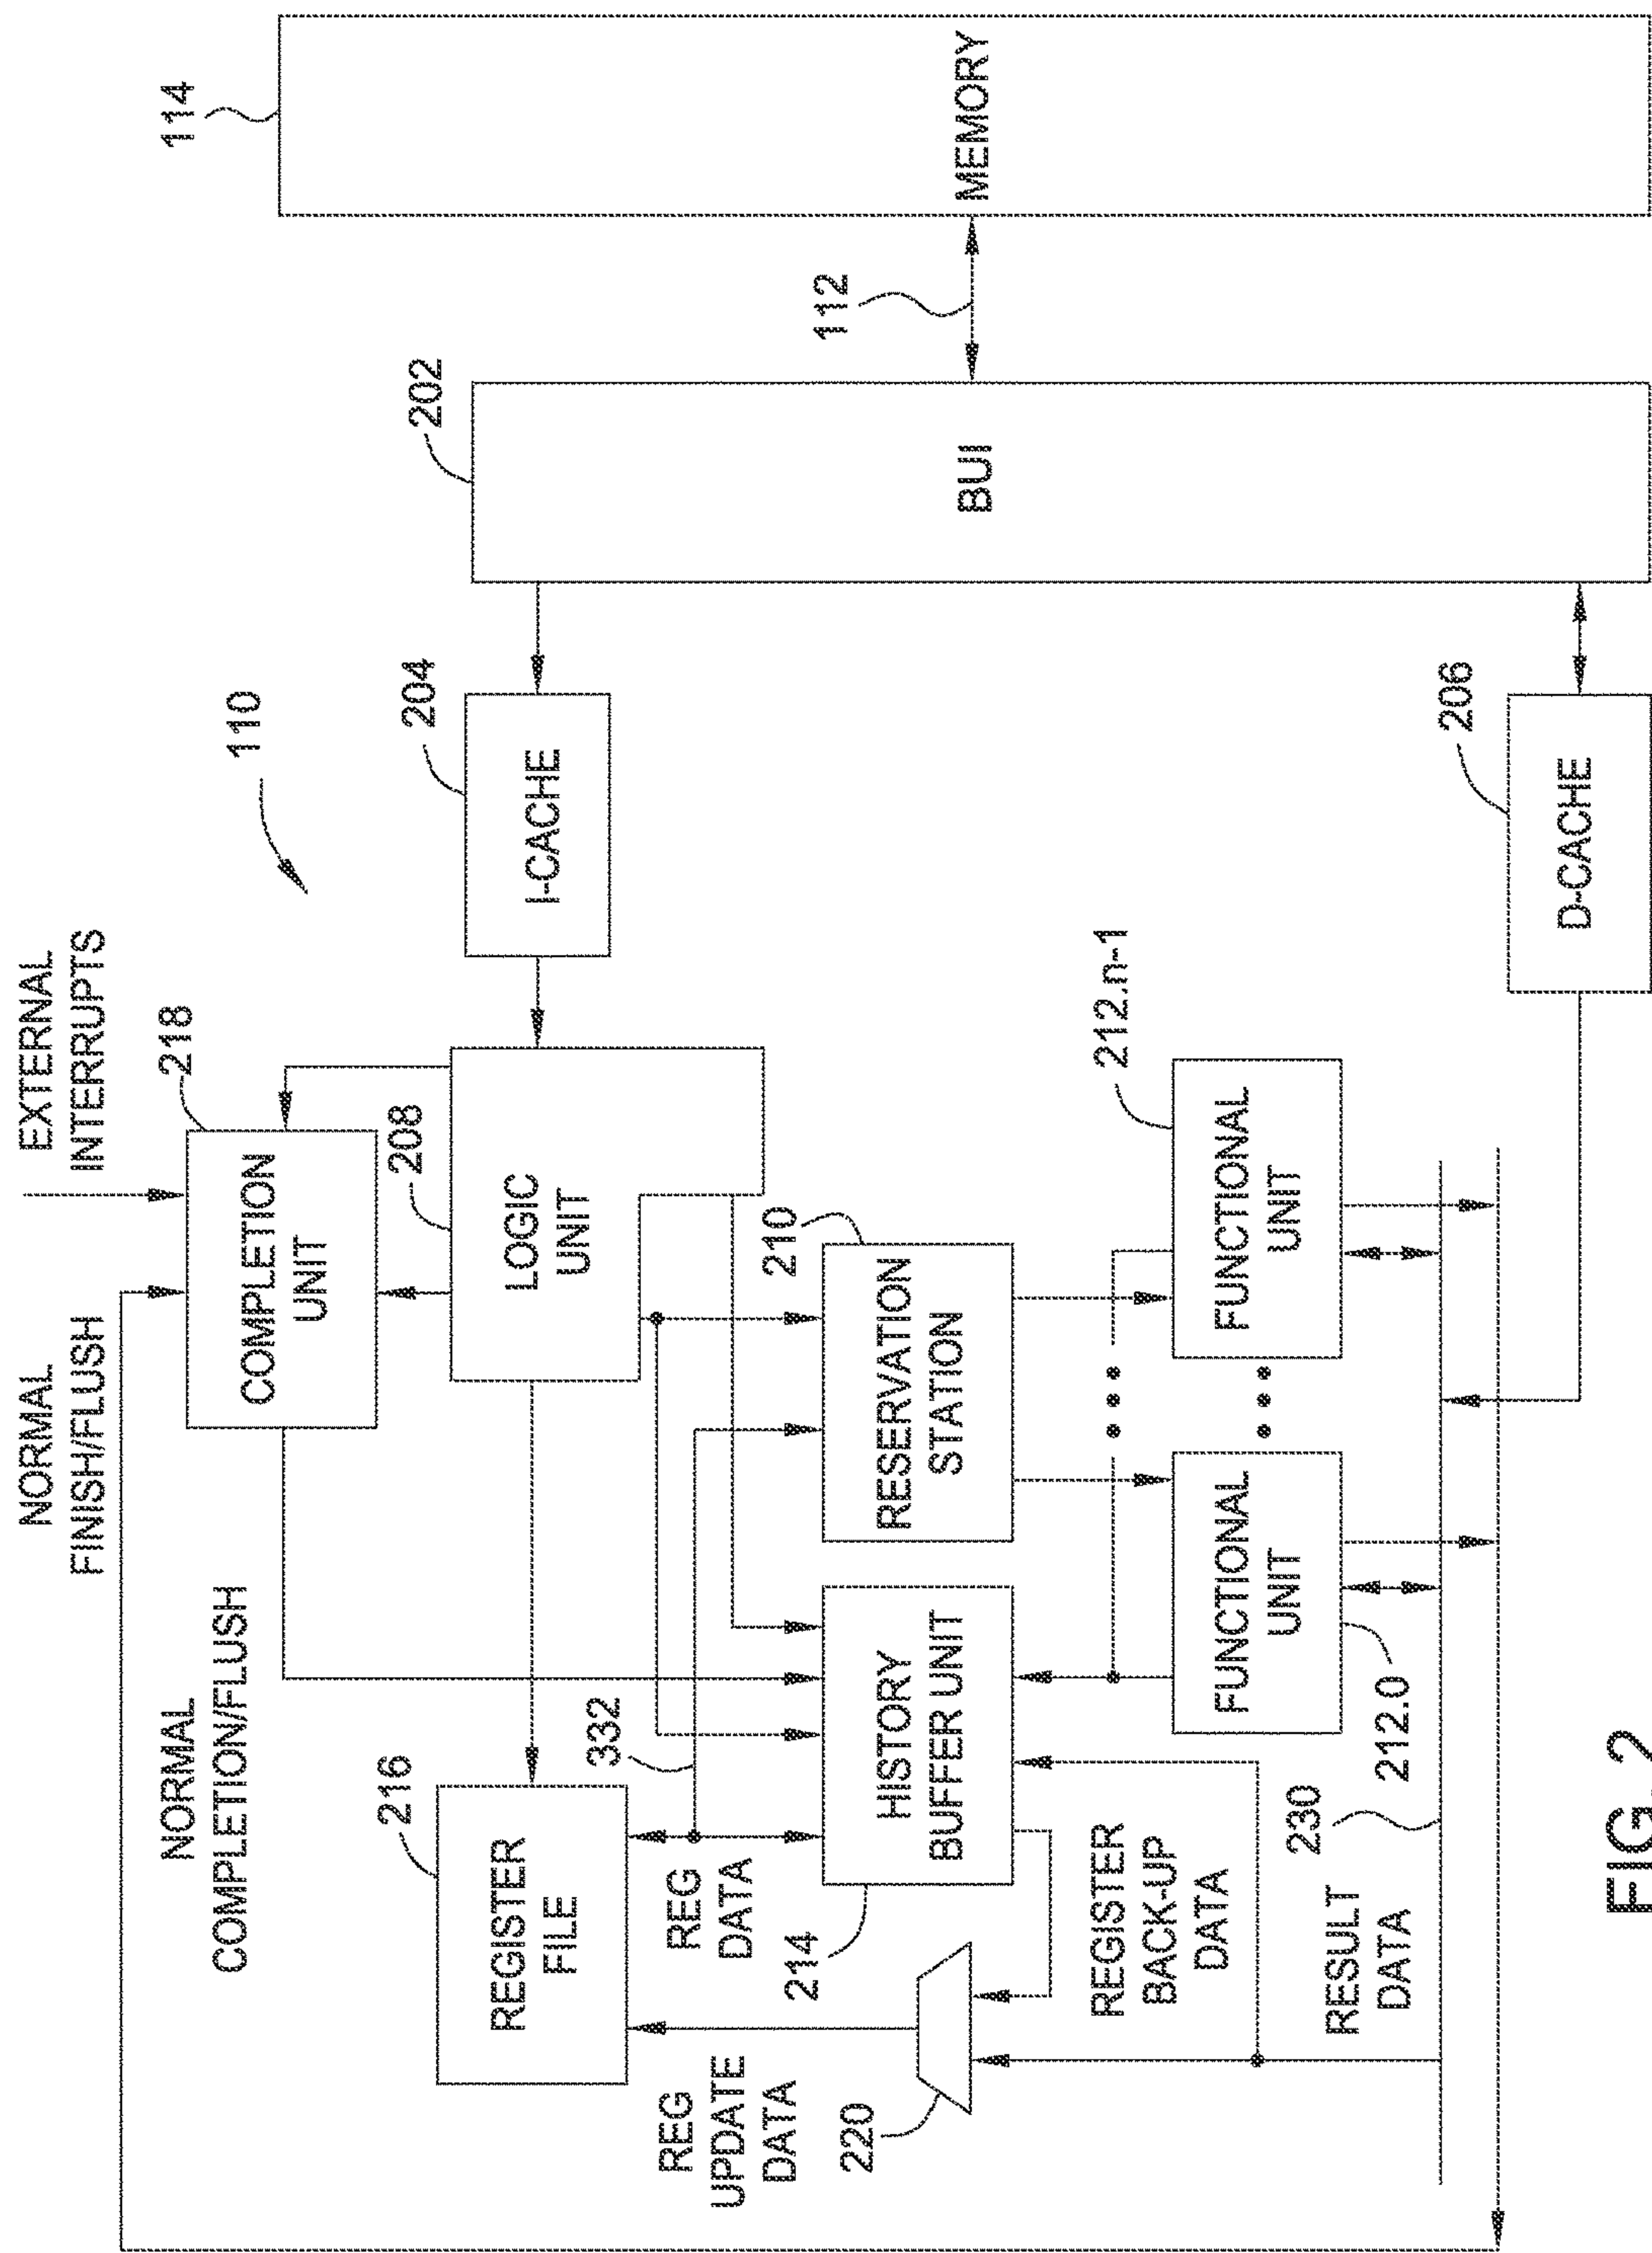 EXTERNAL
INTERRUPTS
NORMAL
FINISH/FLUSH
NORMAL
COMPLETION/FLUSH
110
114
MEMORY
112
202
BUI
204
I-CACHE
206
D-CACHE
218
COMPLETION
UNIT
208
LOGIC
UNIT
216
REGISTER
FILE
332
REG
DATA
210
RESERVATION
STATION
214
HISTORY
BUFFER UNIT
REG
UPDATE
DATA
220
212.n-1
FUNCTIONAL
UNIT
FUNCTIONAL
UNIT
212.0
REGISTER
BACK-UP
DATA
230
RESULT
DATA
FIG. 2